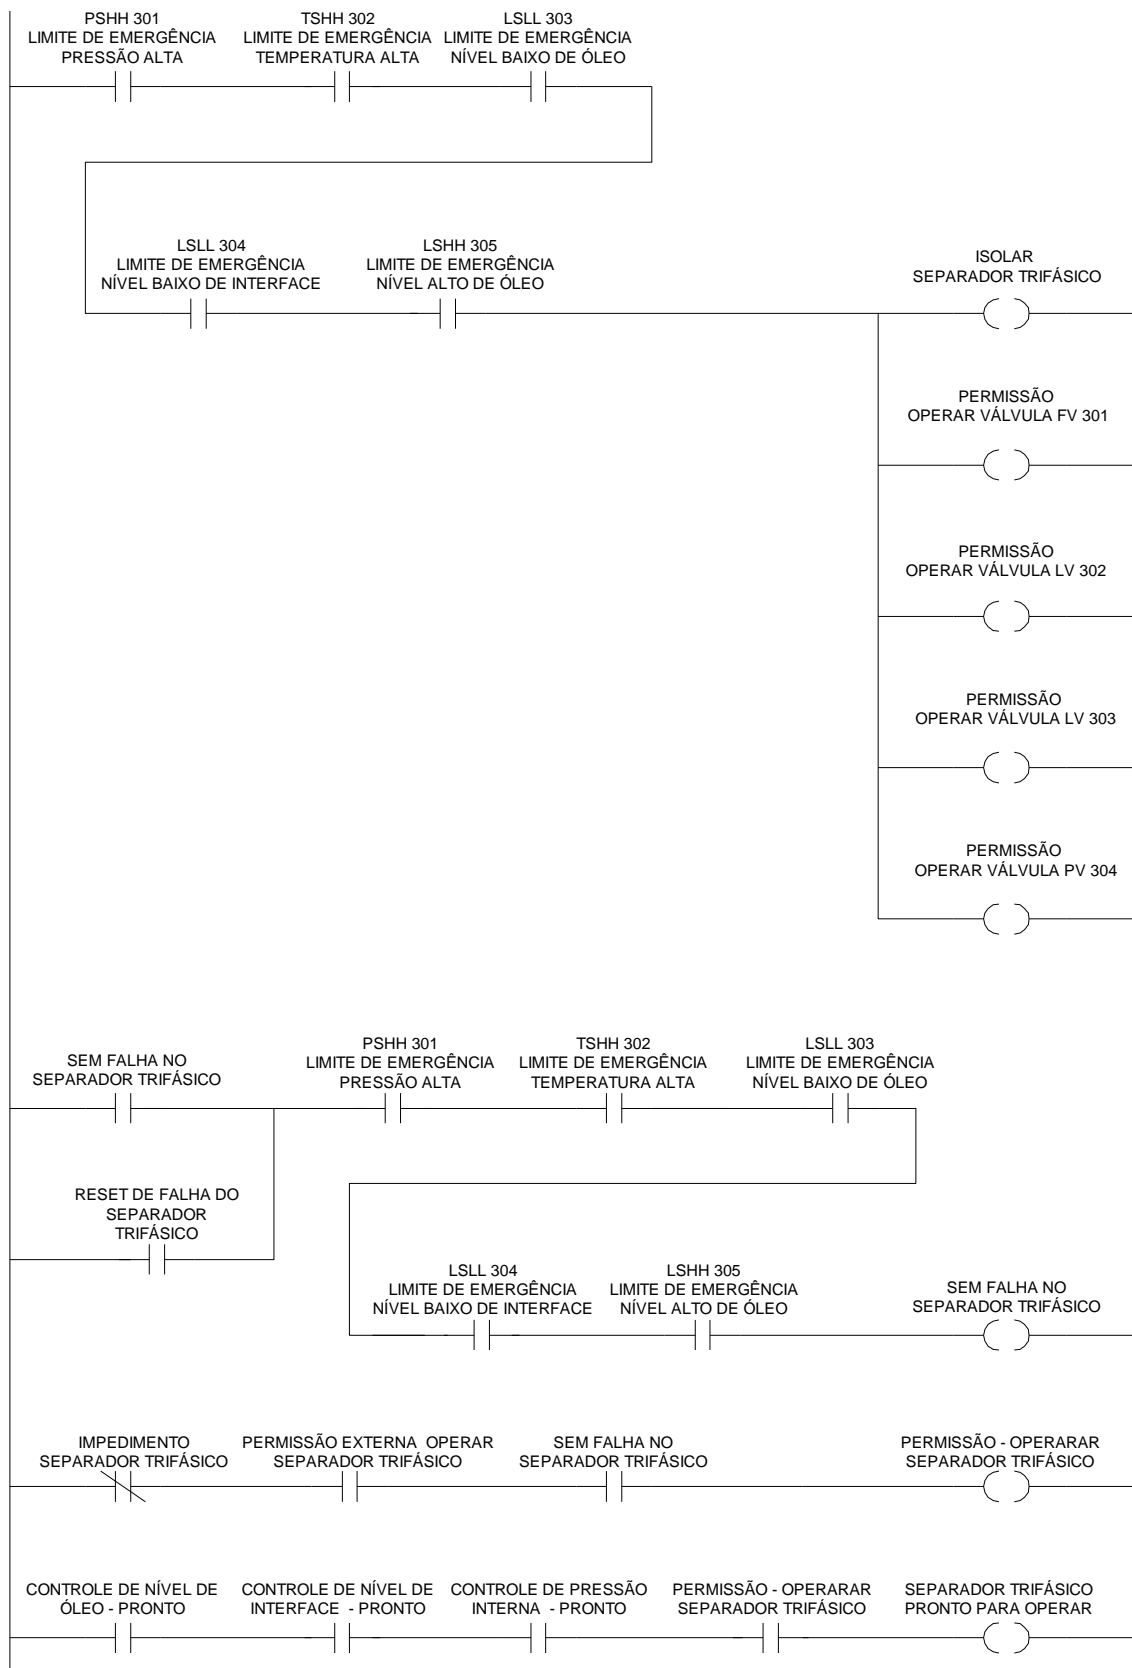 PSHH 301
LIMITE DE EMERGÊNCIA
PRESSÃO ALTA
TSHH 302
LIMITE DE EMERGÊNCIA
TEMPERATURA ALTA
LSLL 303
LIMITE DE EMERGÊNCIA
NÍVEL BAIXO DE ÓLEO
LSLL 304
LIMITE DE EMERGÊNCIA
NÍVEL BAIXO DE INTERFACE
LSHH 305
LIMITE DE EMERGÊNCIA
NÍVEL ALTO DE ÓLEO
ISOLAR
SEPARADOR TRIFÁSICO
PERMISSÃO
OPERAR VÁLVULA FV 301
PERMISSÃO
OPERAR VÁLVULA LV 302
PERMISSÃO
OPERAR VÁLVULA LV 303
PERMISSÃO
OPERAR VÁLVULA PV 304
SEM FALHA NO
SEPARADOR TRIFÁSICO
PSHH 301
LIMITE DE EMERGÊNCIA
PRESSÃO ALTA
TSHH 302
LIMITE DE EMERGÊNCIA
TEMPERATURA ALTA
LSLL 303
LIMITE DE EMERGÊNCIA
NÍVEL BAIXO DE ÓLEO
RESET DE FALHA DO
SEPARADOR
TRIFÁSICO
LSLL 304
LIMITE DE EMERGÊNCIA
NÍVEL BAIXO DE INTERFACE
LSHH 305
LIMITE DE EMERGÊNCIA
NÍVEL ALTO DE ÓLEO
SEM FALHA NO
SEPARADOR TRIFÁSICO
IMPEDIMENTO
SEPARADOR TRIFÁSICO
PERMISSÃO EXTERNA OPERAR
SEPARADOR TRIFÁSICO
SEM FALHA NO
SEPARADOR TRIFÁSICO
PERMISSÃO - OPERARAR
SEPARADOR TRIFÁSICO
CONTROLE DE NÍVEL DE
ÓLEO - PRONTO
CONTROLE DE NÍVEL DE
INTERFACE - PRONTO
CONTROLE DE PRESSÃO
INTERNA - PRONTO
PERMISSÃO - OPERARAR
SEPARADOR TRIFÁSICO
SEPARADOR TRIFÁSICO
PRONTO PARA OPERAR